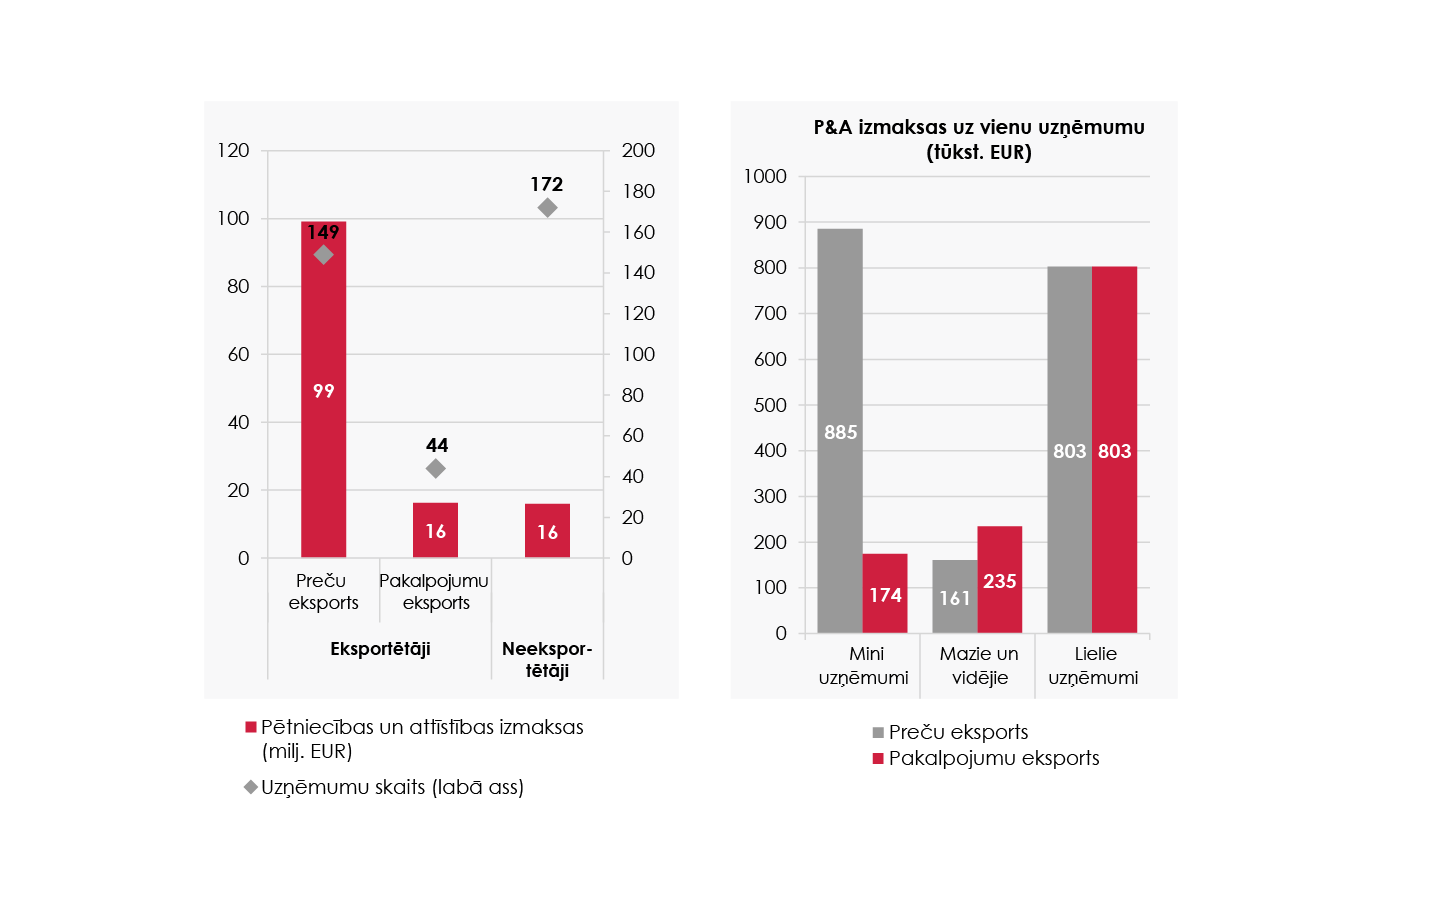 120
100
80
60
40
20
0
200
180
160
140
120
100
80
60
40
20
0
149
99
44
16
172
16
Preču
eksports
Pakalpojumu
eksports
Eksportētāji
Neekspor-
tētāji
Pētniecības un attīstības izmaksas
(milj. EUR)
Uzņēmumu skaits (labā ass)
P&A izmaksas uz vienu uzņēmumu
(tūkst. EUR)
1000
900
800
700
600
500
400
300
200
100
0
885
174
161
235
803
803
Mini
uzņēmumi
Mazie un
vidējie
Lielie
uzņēmumi
Preču eksports
Pakalpojumu eksports